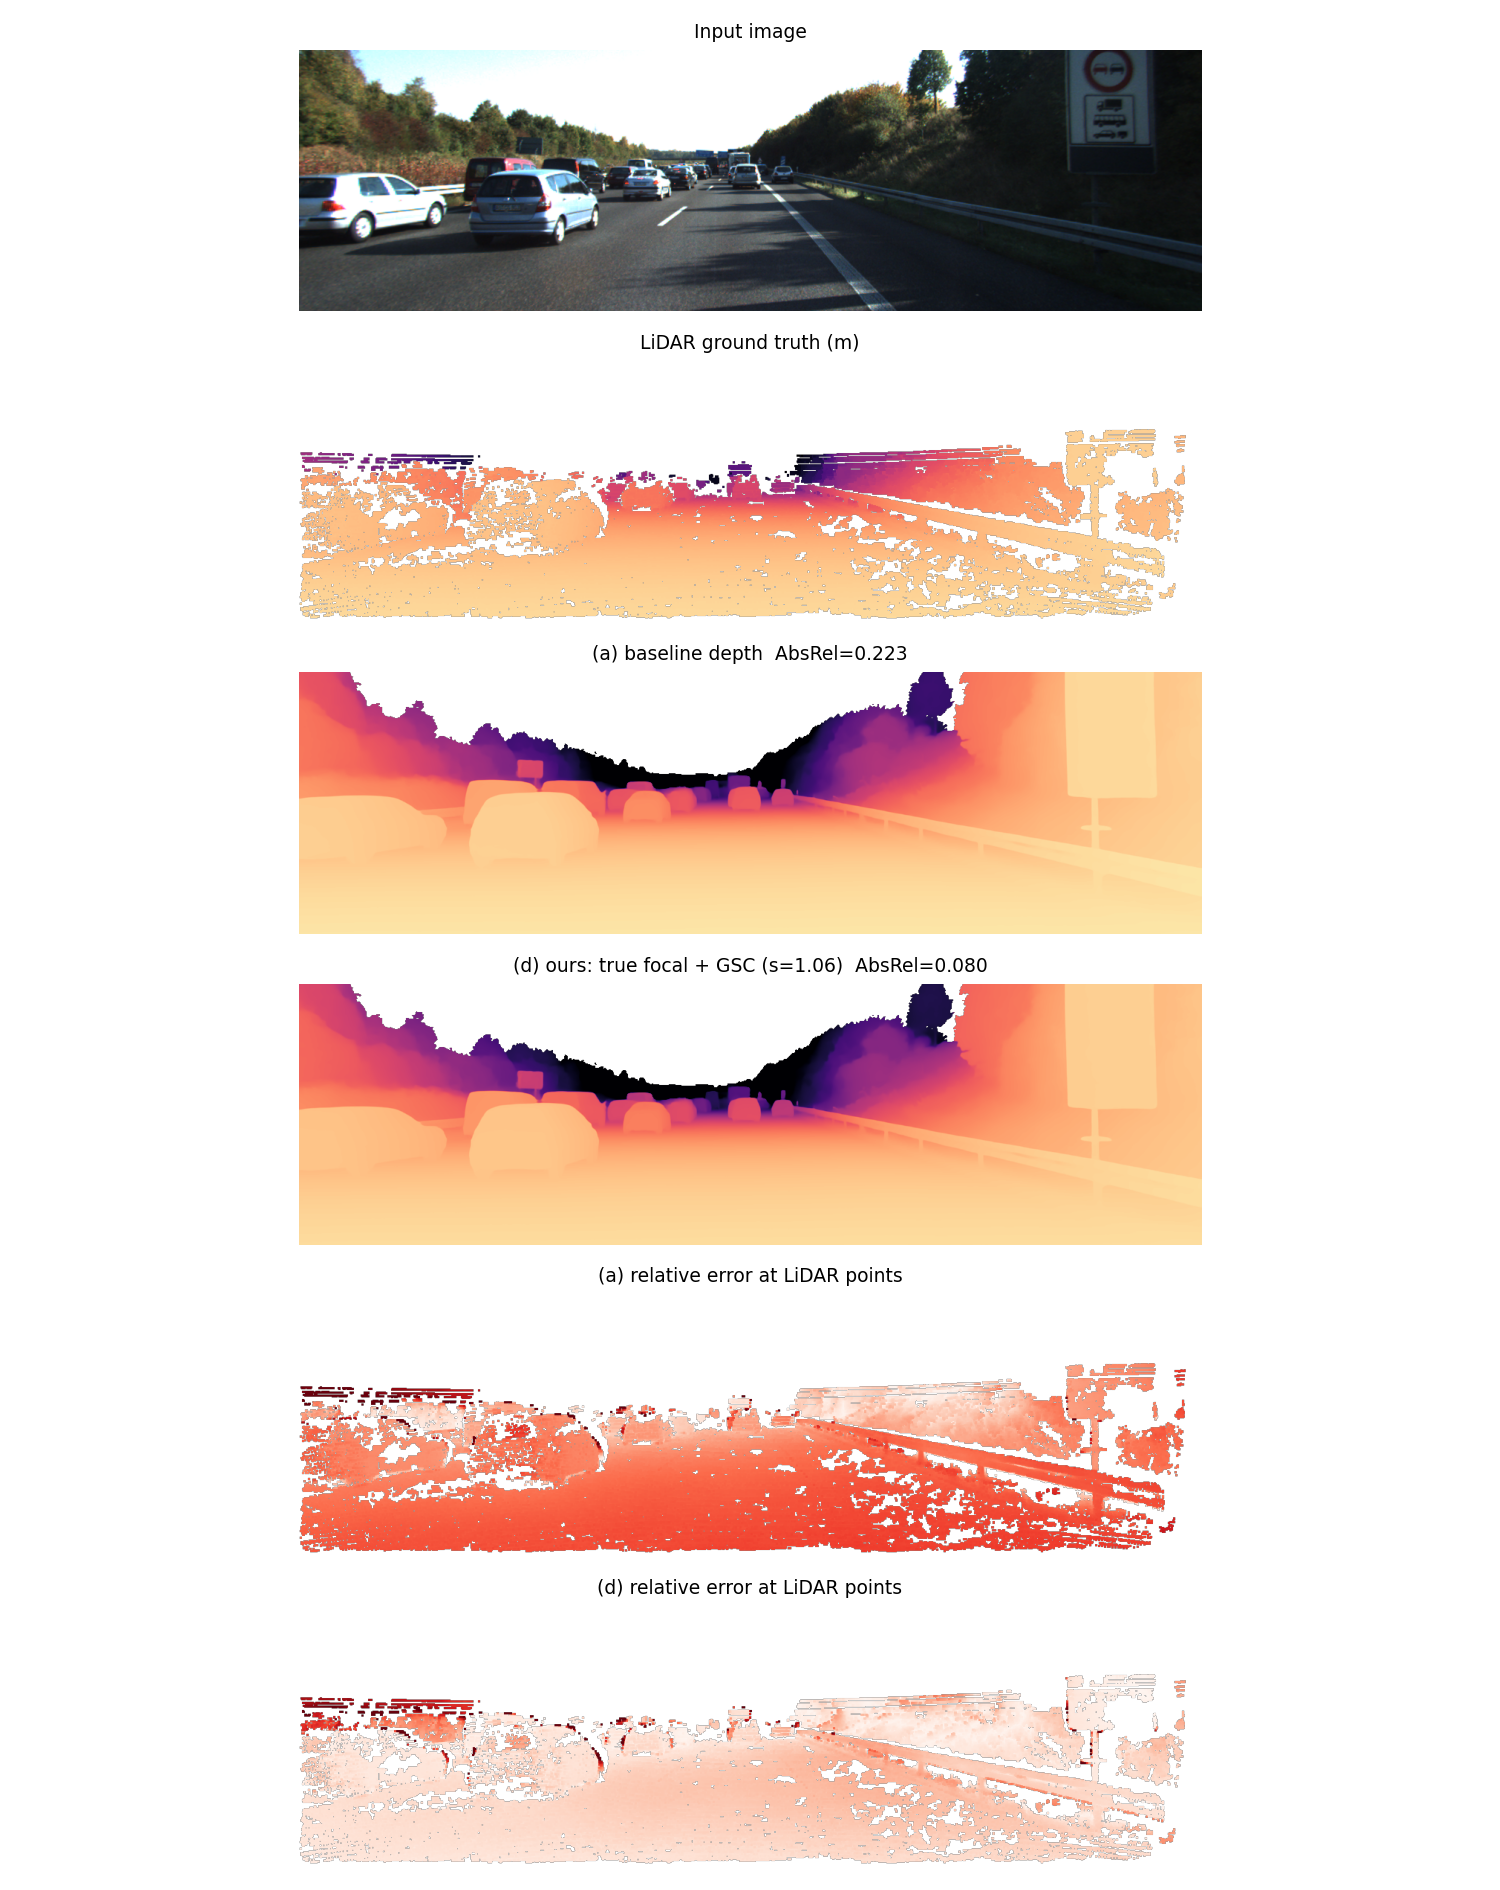 Input image
LiDAR ground truth (m)
(a) baseline depth  AbsRel=0.223
(d) ours: true focal + GSC (s=1.06)  AbsRel=0.080
(a) relative error at LiDAR points
(d) relative error at LiDAR points